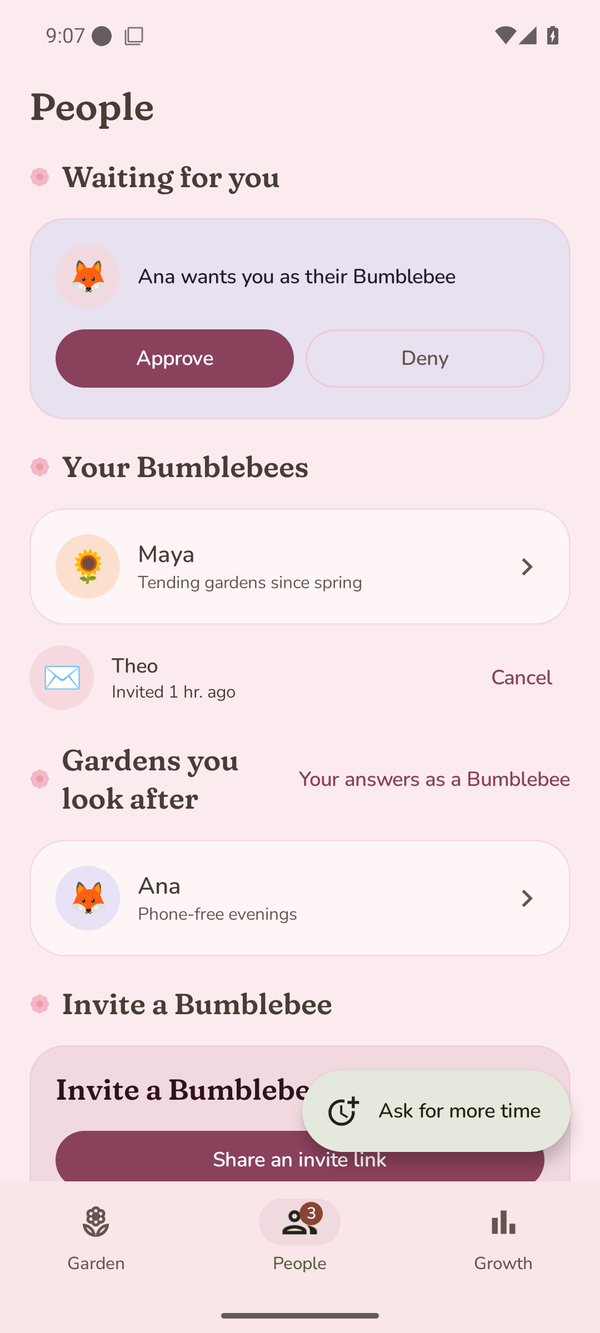 9:07
People
Waiting for you
Ana wants you as their Bumblebee
Approve
Deny
Your Bumblebees
Maya
Tending gardens since spring
Theo
Invited 1 hr. ago
Cancel
Gardens you
look after
Your answers as a Bumblebee
Ana
Phone-free evenings
Invite a Bumblebee
Invite a Bumblebe
Ask for more time
Share an invite link
3
Garden
People
Growth